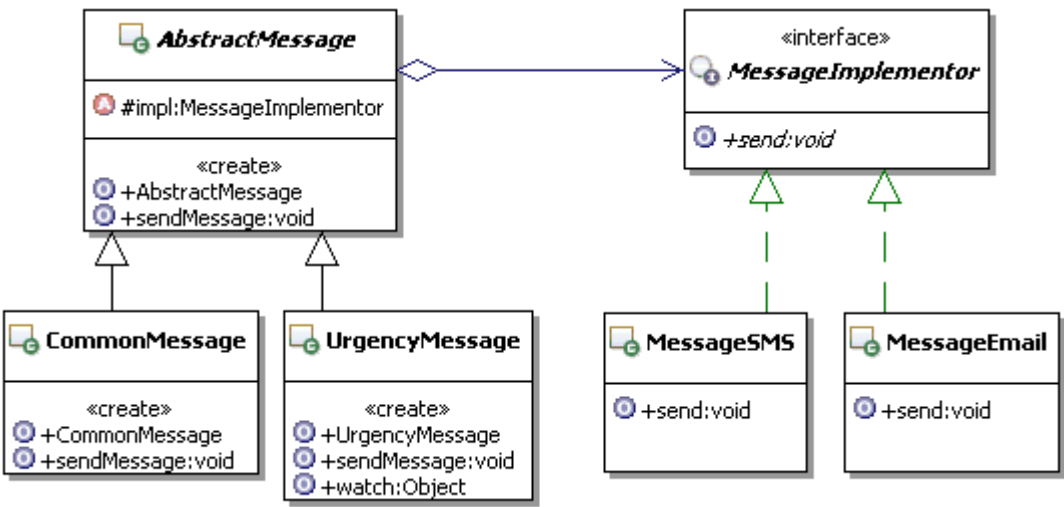 AbstractMessage
#impl:MessageImplementor
«create»
+AbstractMessage
+sendMessage:void
«interface»
MessageImplementor
+send:void
CommonMessage
«create»
+CommonMessage
+sendMessage:void
UrgencyMessage
«create»
+UrgencyMessage
+sendMessage:void
+watch:Object
MessageSMS
+send:void
MessageEmail
+send:void